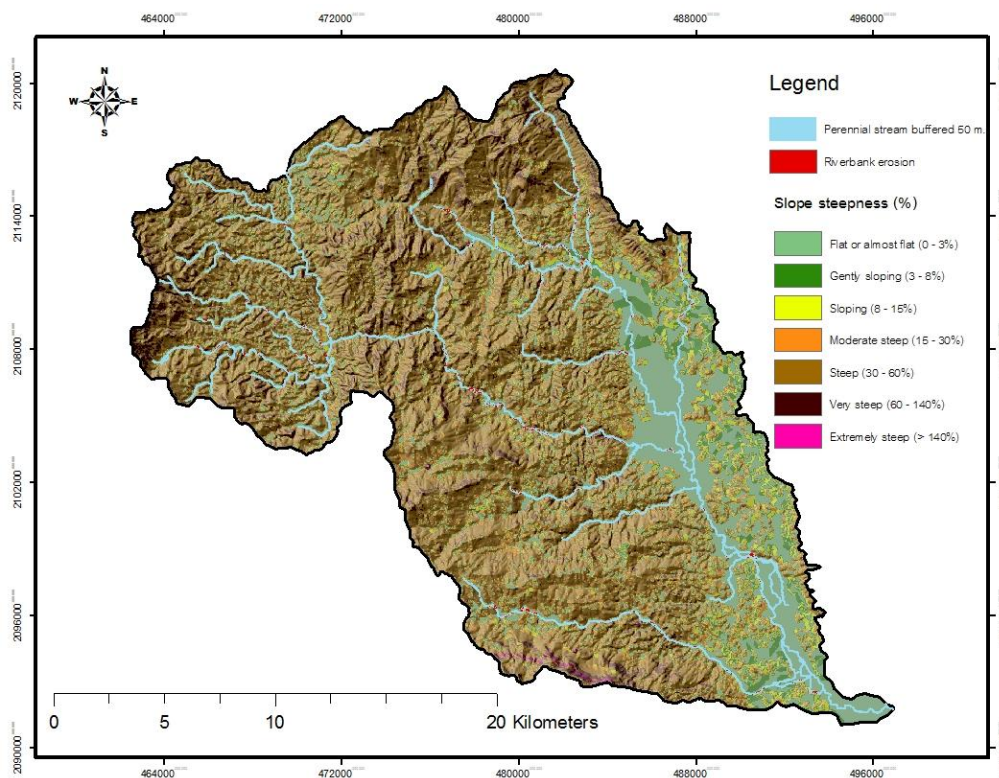 464000 472000 480000 488000 496000
2120000
2114000
2108000
2102000
2096000
2090000
N
W E
S
Legend
Perennial stream buffered 50 m.
Riverbank erosion
Slope steepness (%)
Flat or almost flat (0 - 3%)
Gently sloping (3 - 8%)
Sloping (8 - 15%)
Moderate steep (15 - 30%)
Steep (30 - 60%)
Very steep (60 - 140%)
Extremely steep (> 140%)
0 5 10 20 Kilometers
464000 472000 480000 488000 496000